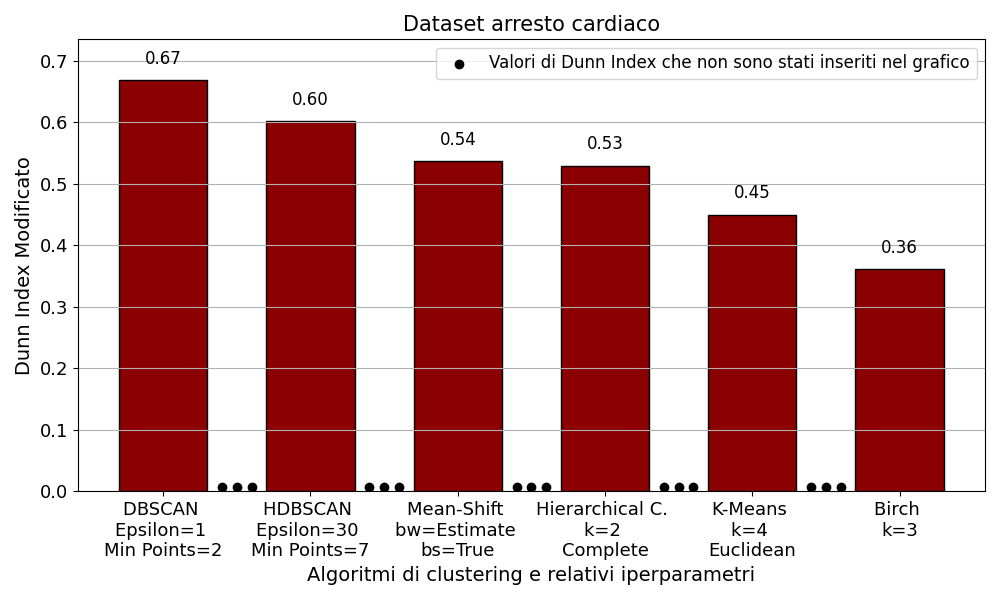 Dataset arresto cardiaco
Valori di Dunn Index che non sono stati inseriti nel grafico
Dunn Index Modificato
0.7
0.6
0.5
0.4
0.3
0.2
0.1
0.0
0.67
0.60
0.54
0.53
0.45
0.36
DBSCAN
Epsilon=1
Min Points=2
HDBSCAN
Epsilon=30
Min Points=7
Mean-Shift
bw=Estimate
bs=True
Hierarchical C.
k=2
Complete
K-Means
k=4
Euclidean
Birch
k=3
Algoritmi di clustering e relativi iperparametri